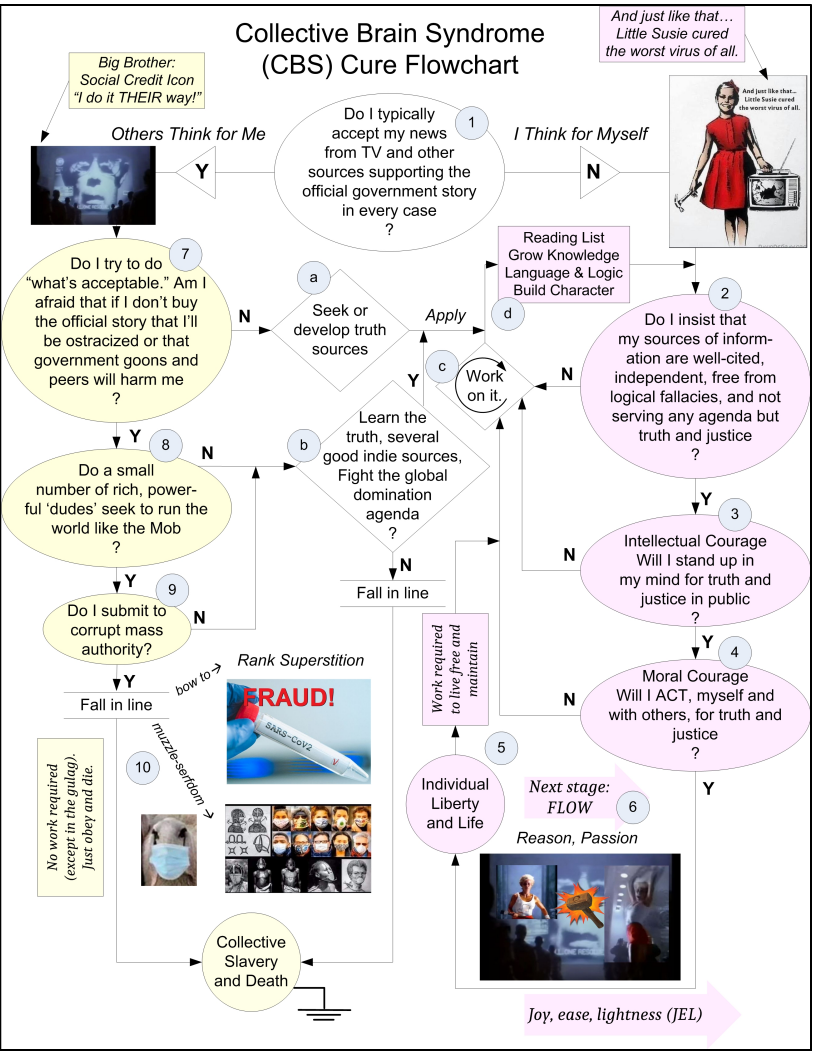 Collective Brain Syndrome
(CBS) Cure Flowchart
And just like that…
Little Susie cured
the worst virus of all.
Big Brother:
Social Credit Icon
“I do it THEIR way!”
And just like that...
Little Susie cured
the worst virus of all.
Others Think for Me
I Think for Myself
1
Do I typically
accept my news
from TV and other
sources supporting the
official government story
in every case
?
Y
N
7
Do I try to do
“what’s acceptable.” Am I
afraid that if I don’t buy
the official story that I’ll
be ostracized or that
government goons and
peers will harm me
?
N
a
Seek or
develop truth
sources
Apply
Reading List
Grow Knowledge
Language & Logic
Build Character
d
c
Work
on it.
2
Do I insist that
my sources of inform-
ation are well-cited,
independent, free from
logical fallacies, and not
serving any agenda but
truth and justice
?
N
Y
Y
8
Do a small
number of rich, power-
ful ‘dudes’ seek to run the
world like the Mob
?
N
b
Learn the
truth, several
good indie sources,
Fight the global
domination
agenda
?
Y
N
Fall in line
3
Intellectual Courage
Will I stand up in
my mind for truth and
justice in public
?
N
Y
Y
9
Do I submit to
corrupt mass
authority?
N
Y
Fall in line
4
Moral Courage
Will I ACT, myself and
with others, for truth and
justice
?
N
Y
bow to
Rank Superstition
FRAUD!
SARS-CoV2
muzzle-serfdom
10
No work required
(except in the gulag).
Just obey and die.
Work required
to live free and
maintain
5
Individual
Liberty
and Life
Next stage:
FLOW
6
Reason, Passion
Collective
Slavery
and Death
Joy, ease, lightness (JEL)